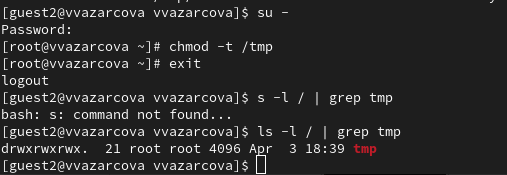 [guest2@vvazarcova vvazarcova]$ su -
Password:
[root@vvazarcova ~]# chmod -t /tmp
[root@vvazarcova ~]# exit
logout
[guest2@vvazarcova vvazarcova]$ s -l / | grep tmp
bash: s: command not found...
[guest2@vvazarcova vvazarcova]$ ls -l / | grep tmp
drwxrwxrwx.  21 root root 4096 Apr  3 18:39 tmp
[guest2@vvazarcova vvazarcova]$